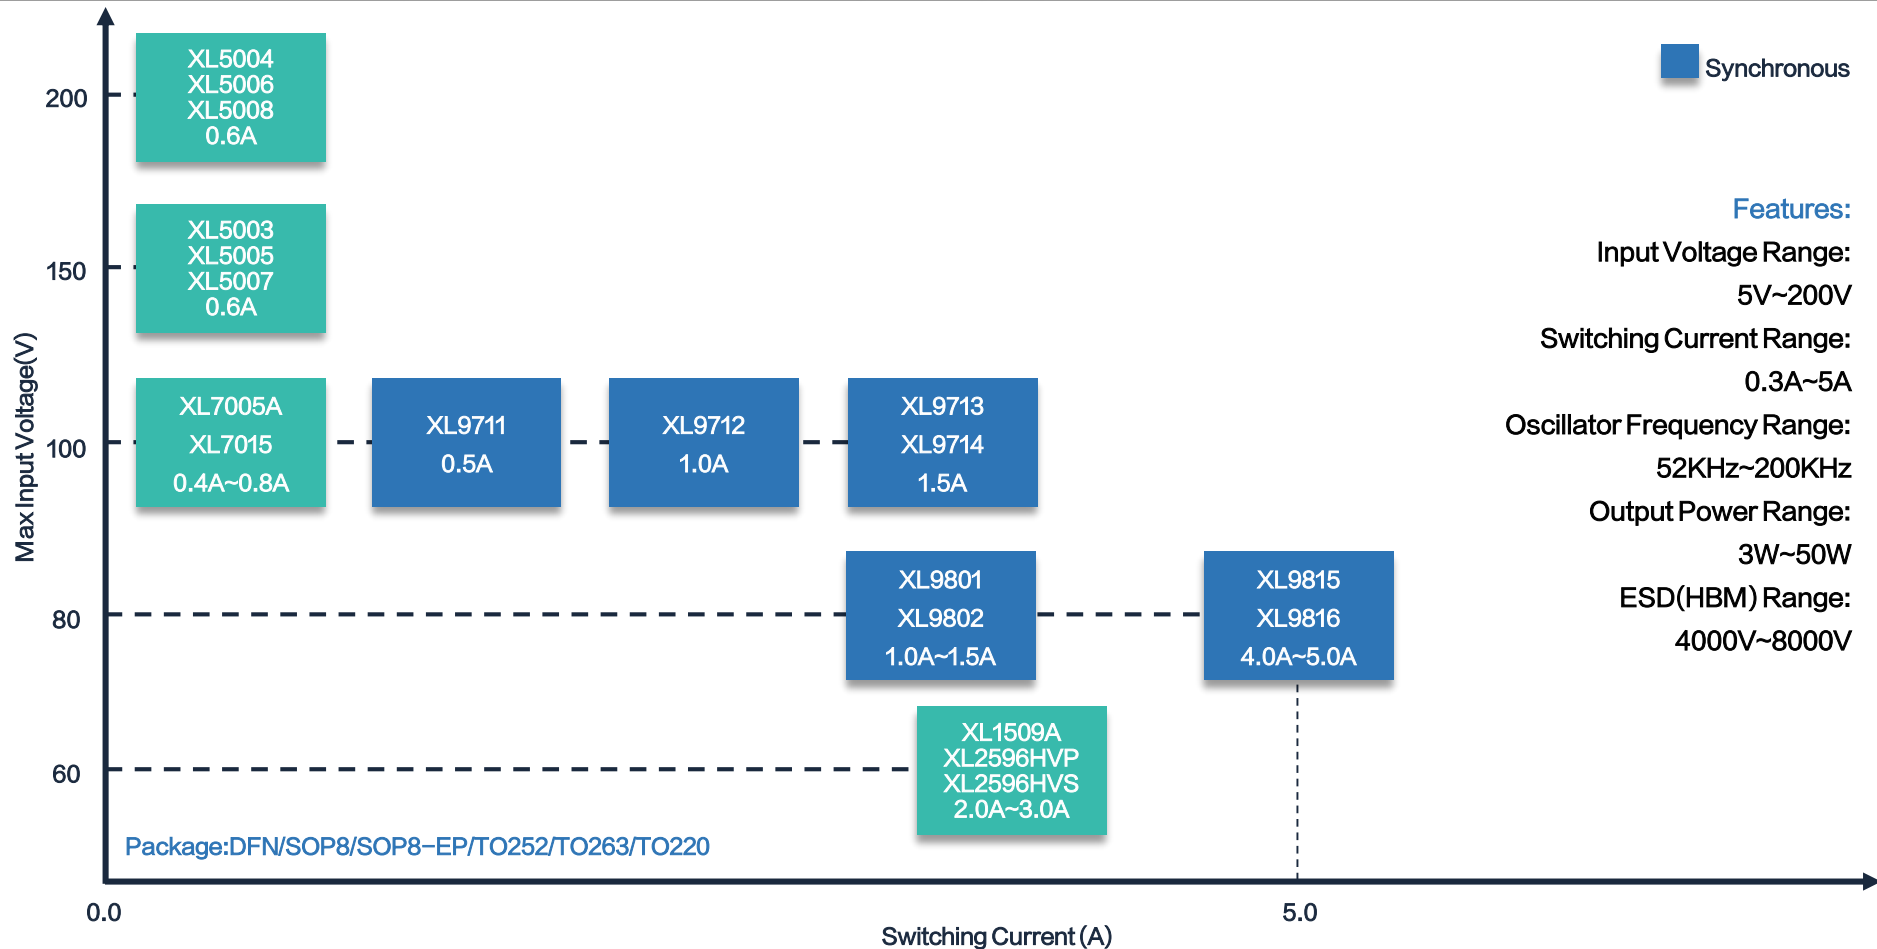 XL5004
XL5006
XL5008
0.6A
200
Synchronous
XL5003
XL5005
XL5007
0.6A
150
Features:
Input Voltage Range:
5V~200V
Switching Current Range:
0.3A~5A
Oscillator Frequency Range:
52KHz~200KHz
Output Power Range:
3W~50W
ESD(HBM) Range:
4000V~8000V
Max Input Voltage(V)
100
XL7005A
XL7015
0.4A~0.8A
XL9711
0.5A
XL9712
1.0A
XL9713
XL9714
1.5A
80
XL9801
XL9802
1.0A~1.5A
XL9815
XL9816
4.0A~5.0A
60
XL1509A
XL2596HVP
XL2596HVS
2.0A~3.0A
Package:DFN/SOP8/SOP8-EP/TO252/TO263/TO220
0.0
5.0
Switching Current (A)